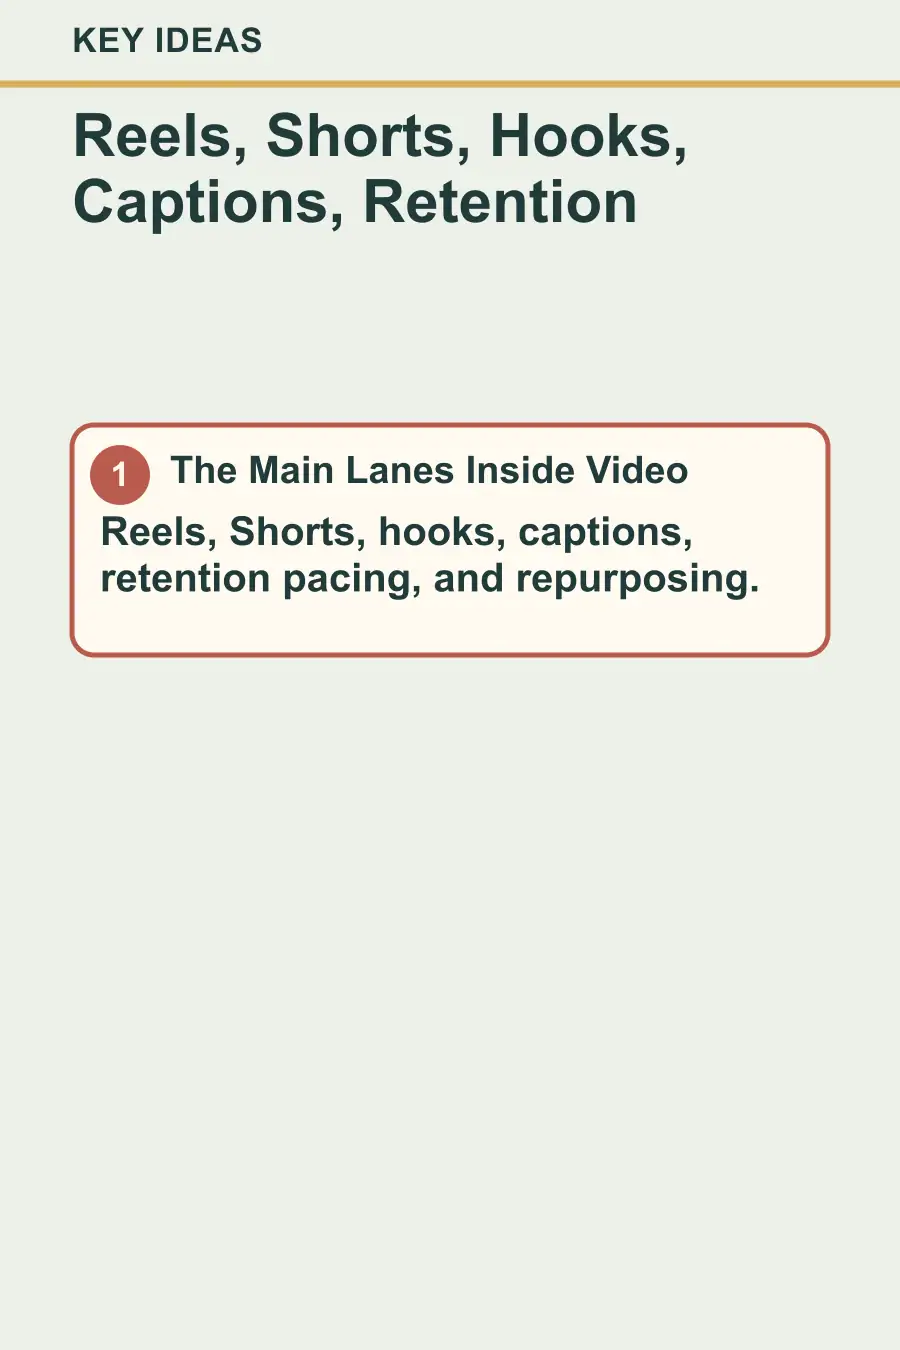 KEY IDEAS
Reels, Shorts, Hooks,
Captions, Retention
1 The Main Lanes Inside Video
Reels, Shorts, hooks, captions,
retention pacing, and repurposing.